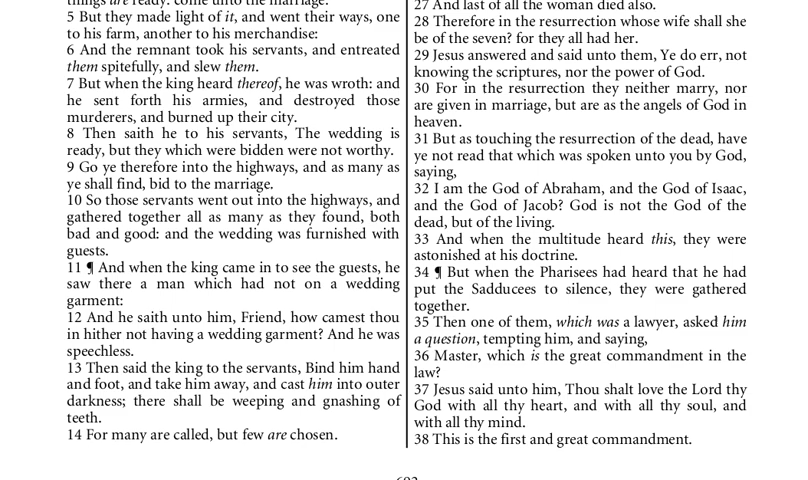 things are ready: come unto the marriage.
5 But they made light of it, and went their ways, one
to his farm, another to his merchandise:
6 And the remnant took his servants, and entreated
them spitefully, and slew them.
7 But when the king heard thereof, he was wroth: and
he sent forth his armies, and destroyed those
murderers, and burned up their city.
8 Then saith he to his servants, The wedding is
ready, but they which were bidden were not worthy.
9 Go ye therefore into the highways, and as many as
ye shall find, bid to the marriage.
10 So those servants went out into the highways, and
gathered together all as many as they found, both
bad and good: and the wedding was furnished with
guests.
11 ¶ And when the king came in to see the guests, he
saw there a man which had not on a wedding
garment:
12 And he saith unto him, Friend, how camest thou
in hither not having a wedding garment? And he was
speechless.
13 Then said the king to the servants, Bind him hand
and foot, and take him away, and cast him into outer
darkness; there shall be weeping and gnashing of
teeth.
14 For many are called, but few are chosen.
27 And last of all the woman died also.
28 Therefore in the resurrection whose wife shall she
be of the seven? for they all had her.
29 Jesus answered and said unto them, Ye do err, not
knowing the scriptures, nor the power of God.
30 For in the resurrection they neither marry, nor
are given in marriage, but are as the angels of God in
heaven.
31 But as touching the resurrection of the dead, have
ye not read that which was spoken unto you by God,
saying,
32 I am the God of Abraham, and the God of Isaac,
and the God of Jacob? God is not the God of the
dead, but of the living.
33 And when the multitude heard this, they were
astonished at his doctrine.
34 ¶ But when the Pharisees had heard that he had
put the Sadducees to silence, they were gathered
together.
35 Then one of them, which was a lawyer, asked him
a question, tempting him, and saying,
36 Master, which is the great commandment in the
law?
37 Jesus said unto him, Thou shalt love the Lord thy
God with all thy heart, and with all thy soul, and
with all thy mind.
38 This is the first and great commandment.